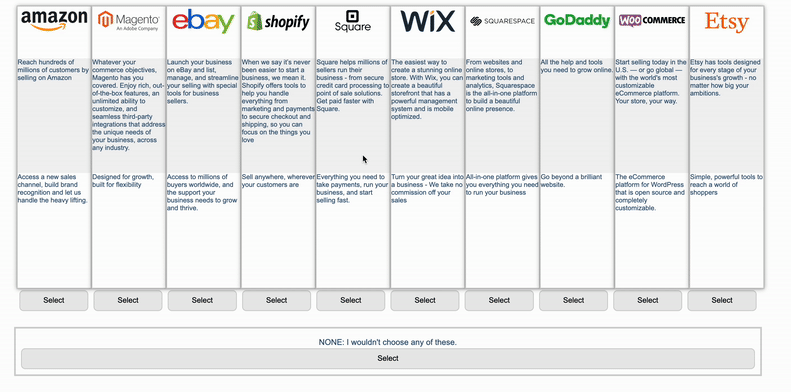 amazon
Magento
An Adobe Company
ebay
shopify
Square
WiX
SQUARESPACE
GoDaddy
WOO COMMERCE
Etsy
Reach hundreds of
millions of customers by
selling on Amazon
Whatever your
commerce objectives,
Magento has you
covered. Enjoy rich, out-
of-the-box features, an
unlimited ability to
customize, and
seamless third-party
integrations that address
the unique needs of
your business, across
any industry.
Launch your business
on eBay and list,
manage, and streamline
your selling with special
tools for business
sellers.
When we say it's never
been easier to start a
business, we mean it.
Shopify offers tools to
help you handle
everything from
marketing and payments
to secure checkout and
shipping, so you can
focus on the things you
love
Square helps millions of
sellers run their
business - from secure
credit card processing to
point of sale solutions.
Get paid faster with
Square.
The easiest way to
create a stunning online
store. With Wix, you can
create a beautiful
storefront that has a
powerful management
system and is mobile
optimized.
From websites and
online stores, to
marketing tools and
analytics, Squarespace
is the all-in-one platform
to build a beautiful
online presence.
All the help and tools
you need to grow online.
Start selling today in the
U.S. — or go global —
with the world's most
customizable
eCommerce platform.
Your store, your way.
Etsy has tools designed
for every stage of your
business's growth - no
matter how big your
ambitions.
Access a new sales
channel, build brand
recognition and let us
handle the heavy lifting.
Designed for growth,
built for flexibility
Access to millions of
buyers worldwide, and
the support your
business needs to grow
and thrive.
Sell anywhere, wherever
your customers are
Everything you need to
take payments, run your
business, and start
selling fast.
Turn your great idea into
a business - We take no
commission off your
sales
All-in-one platform gives
you everything you need
to run your business
Go beyond a brilliant
website.
The eCommerce
platform for WordPress
that is open source and
completely
customizable.
Simple, powerful tools to
reach a world of
shoppers
Select
Select
Select
Select
Select
Select
Select
Select
Select
Select
NONE: I wouldn't choose any of these.
Select